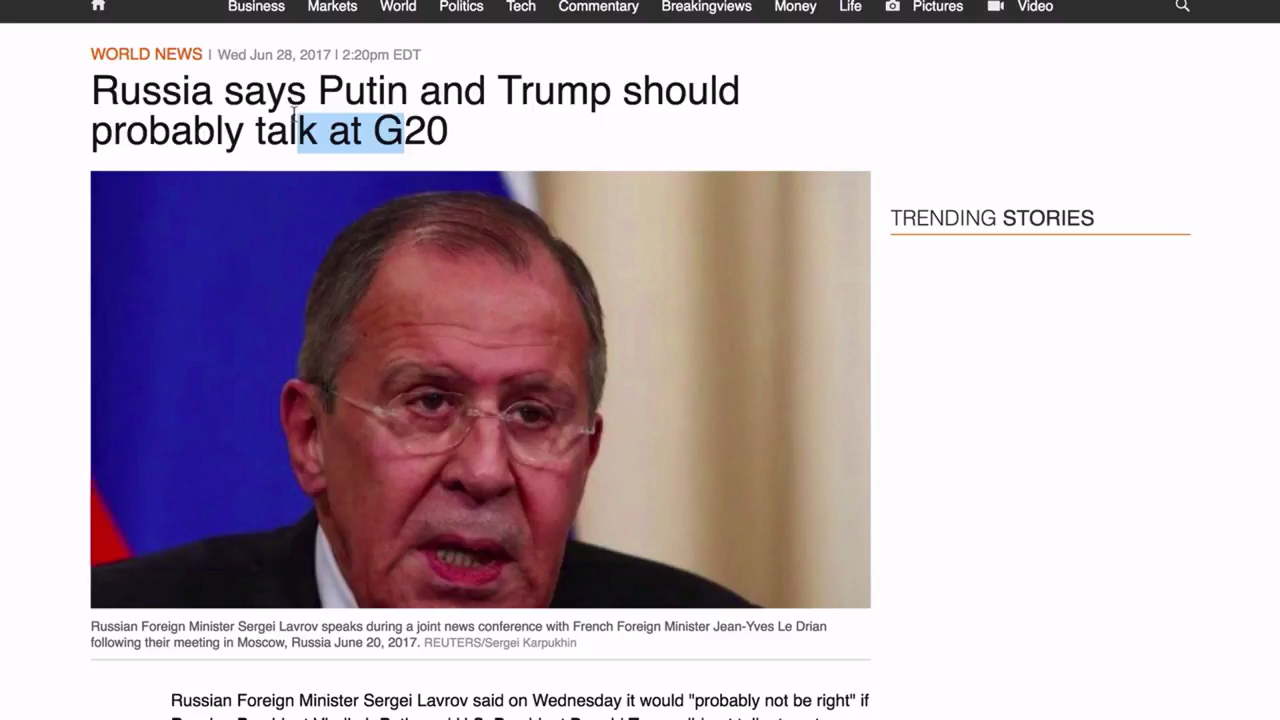 Business Markets World Politics Tech Commentary Breakingviews Money Life Pictures Video
WORLD NEWS | Wed Jun 28, 2017 | 2:20pm EDT
Russia says Putin and Trump should
probably talk at G20
TRENDING STORIES
Russian Foreign Minister Sergei Lavrov speaks during a joint news conference with French Foreign Minister Jean-Yves Le Drian
following their meeting in Moscow, Russia June 20, 2017. REUTERS/Sergei Karpukhin
Russian Foreign Minister Sergei Lavrov said on Wednesday it would "probably not be right" if